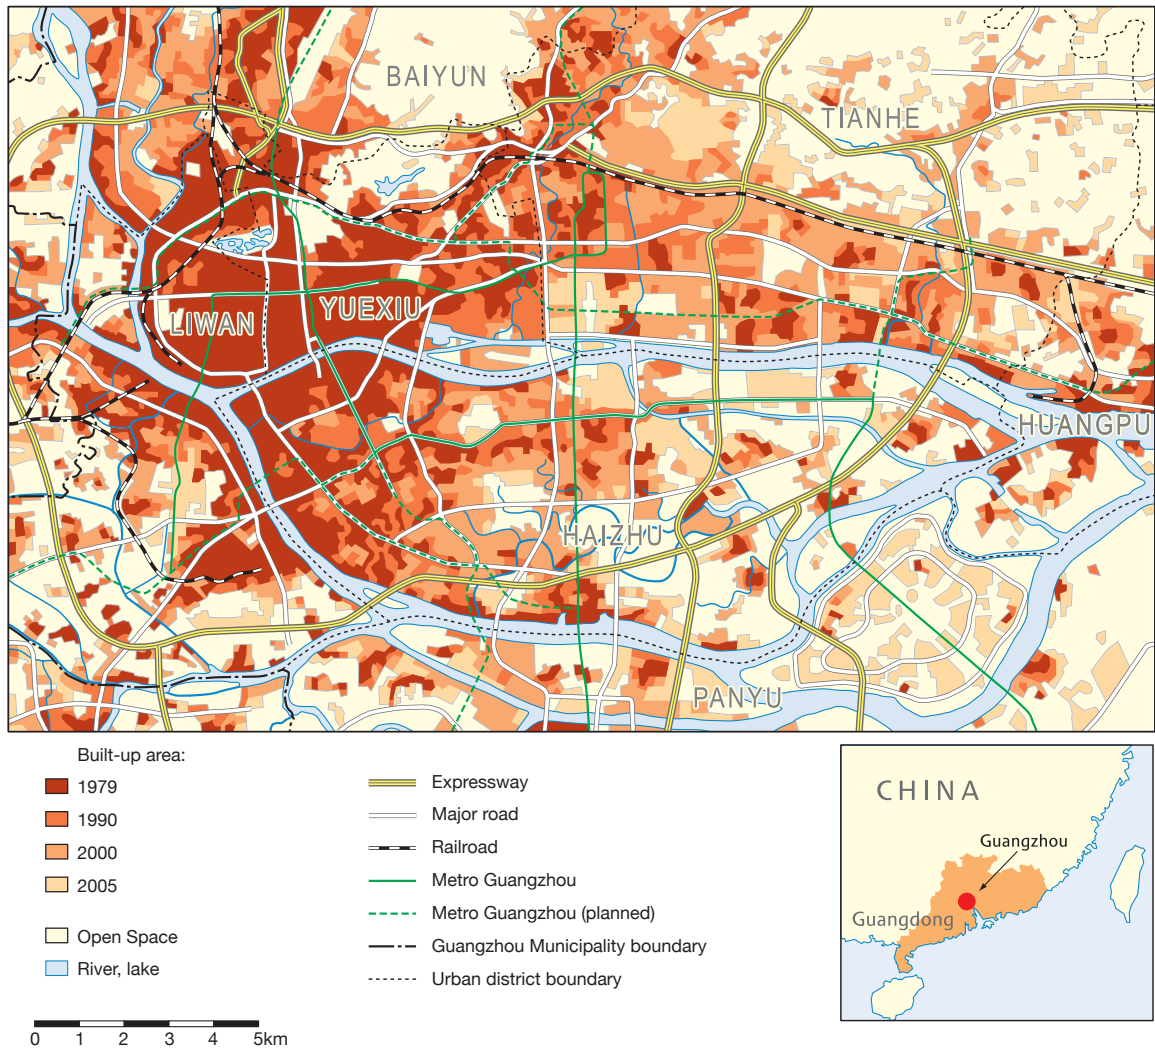 BAIYUN
TIANHE
LIWAN
YUEXIU
HUANGPU
HAIZHU
PANYU
Built-up area:
1979
1990
2000
2005
Open Space
River, lake
0 1 2 3 4 5km
Expressway
Major road
Railroad
Metro Guangzhou
Metro Guangzhou (planned)
Guangzhou Municipality boundary
Urban district boundary
CHINA
Guangzhou
Guangdong